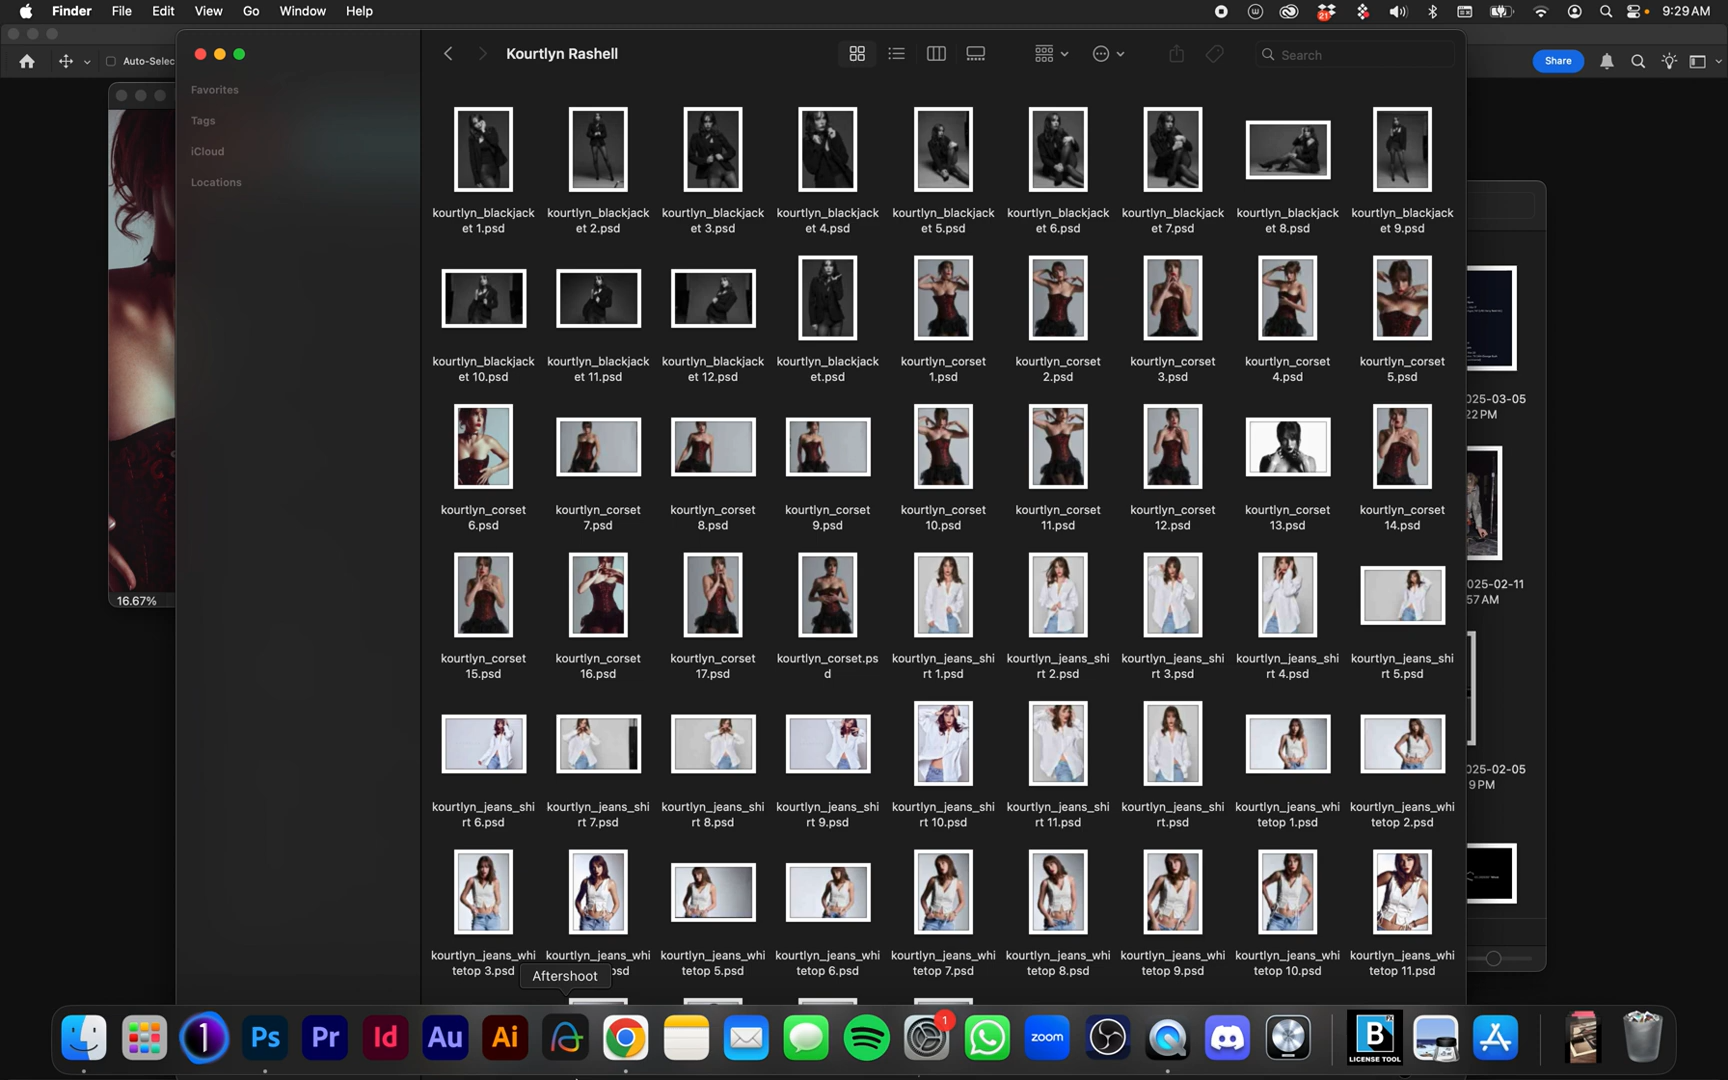 Finder File Edit View Go Window Help
21
9:29 AM
Auto-Selec
Kourtlyn Rashell
Search
Share
Favorites
Tags
iCloud
Locations
kourtlyn_blackjack kourtlyn_blackjack kourtlyn_blackjack kourtlyn_blackjack kourtlyn_blackjack kourtlyn_blackjack kourtlyn_blackjack kourtlyn_blackjack kourtlyn_blackjack
et 1.psd et 2.psd et 3.psd et 4.psd et 5.psd et 6.psd et 7.psd et 8.psd et 9.psd
kourtlyn_blackjack kourtlyn_blackjack kourtlyn_blackjack kourtlyn_blackjack kourtlyn_corset kourtlyn_corset kourtlyn_corset kourtlyn_corset kourtlyn_corset
et 10.psd et 11.psd et 12.psd et.psd 1.psd 2.psd 3.psd 4.psd 5.psd
025-03-05
22 PM
kourtlyn_corset kourtlyn_corset kourtlyn_corset kourtlyn_corset kourtlyn_corset kourtlyn_corset kourtlyn_corset kourtlyn_corset kourtlyn_corset
6.psd 7.psd 8.psd 9.psd 10.psd 11.psd 12.psd 13.psd 14.psd
025-02-11
57 AM
16.67%
kourtlyn_corset kourtlyn_corset kourtlyn_corset kourtlyn_corset.ps kourtlyn_jeans_shi kourtlyn_jeans_shi kourtlyn_jeans_shi kourtlyn_jeans_shi kourtlyn_jeans_shi
15.psd 16.psd 17.psd d rt 1.psd rt 2.psd rt 3.psd rt 4.psd rt 5.psd
025-02-05
9 PM
kourtlyn_jeans_shi kourtlyn_jeans_shi kourtlyn_jeans_shi kourtlyn_jeans_shi kourtlyn_jeans_shi kourtlyn_jeans_shi kourtlyn_jeans_shi kourtlyn_jeans_whi kourtlyn_jeans_whi
rt 6.psd rt 7.psd rt 8.psd rt 9.psd rt 10.psd rt 11.psd rt.psd tetop 1.psd tetop 2.psd
kourtlyn_jeans_whi kourtlyn_jeans_whi kourtlyn_jeans_whi kourtlyn_jeans_whi kourtlyn_jeans_whi kourtlyn_jeans_whi kourtlyn_jeans_whi kourtlyn_jeans_whi kourtlyn_jeans_whi
tetop 3.psd psd tetop 5.psd tetop 6.psd tetop 7.psd tetop 8.psd tetop 9.psd tetop 10.psd tetop 11.psd
Aftershoot
1 Ps Pr Id Au Ai 1 zoom B
LICENSE TOOL